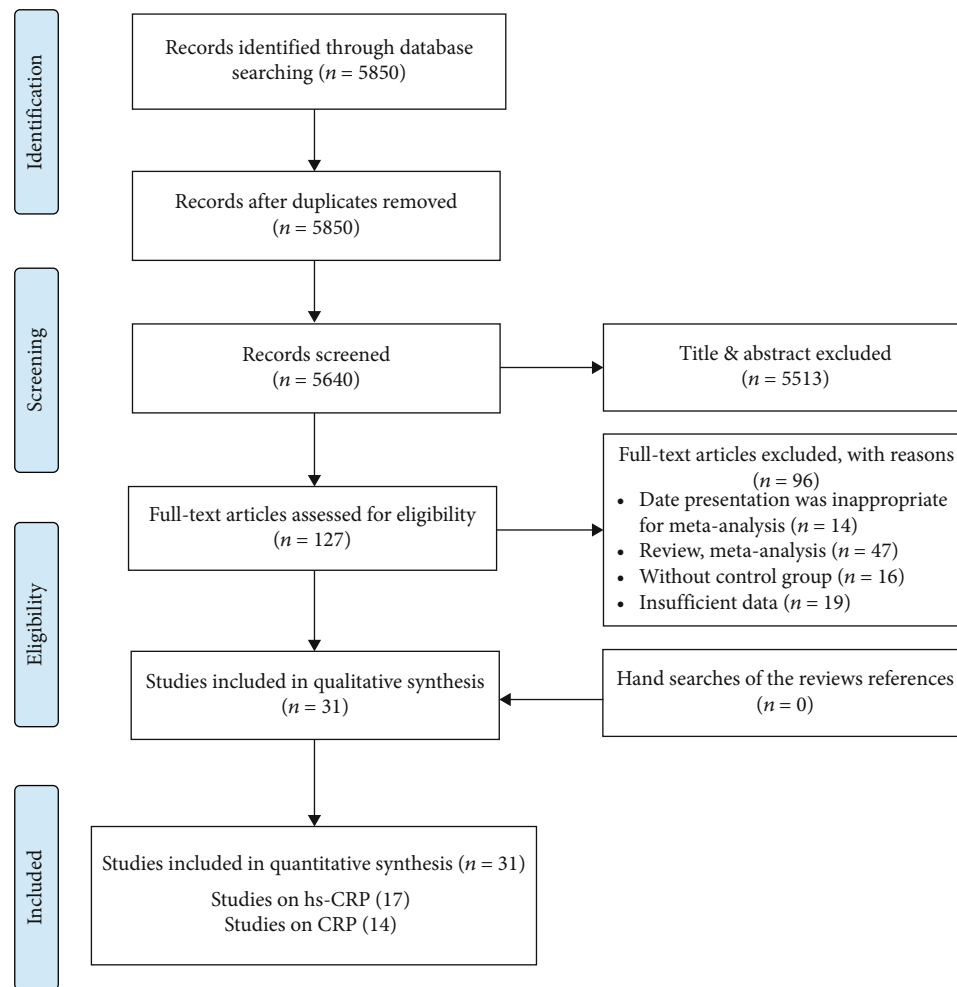 Identification
Records identified through database
searching (n = 5850)
Records after duplicates removed
(n = 5850)
Screening
Records screened
(n = 5640)
Title & abstract excluded
(n = 5513)
Eligibility
Full-text articles assessed for eligibility
(n = 127)
Full-text articles excluded, with reasons
(n = 96)
• Date presentation was inappropriate
for meta-analysis (n = 14)
• Review, meta-analysis (n = 47)
• Without control group (n = 16)
• Insufficient data (n = 19)
Studies included in qualitative synthesis
(n = 31)
Hand searches of the reviews references
(n = 0)
Included
Studies included in quantitative synthesis (n = 31)
Studies on hs-CRP (17)
Studies on CRP (14)